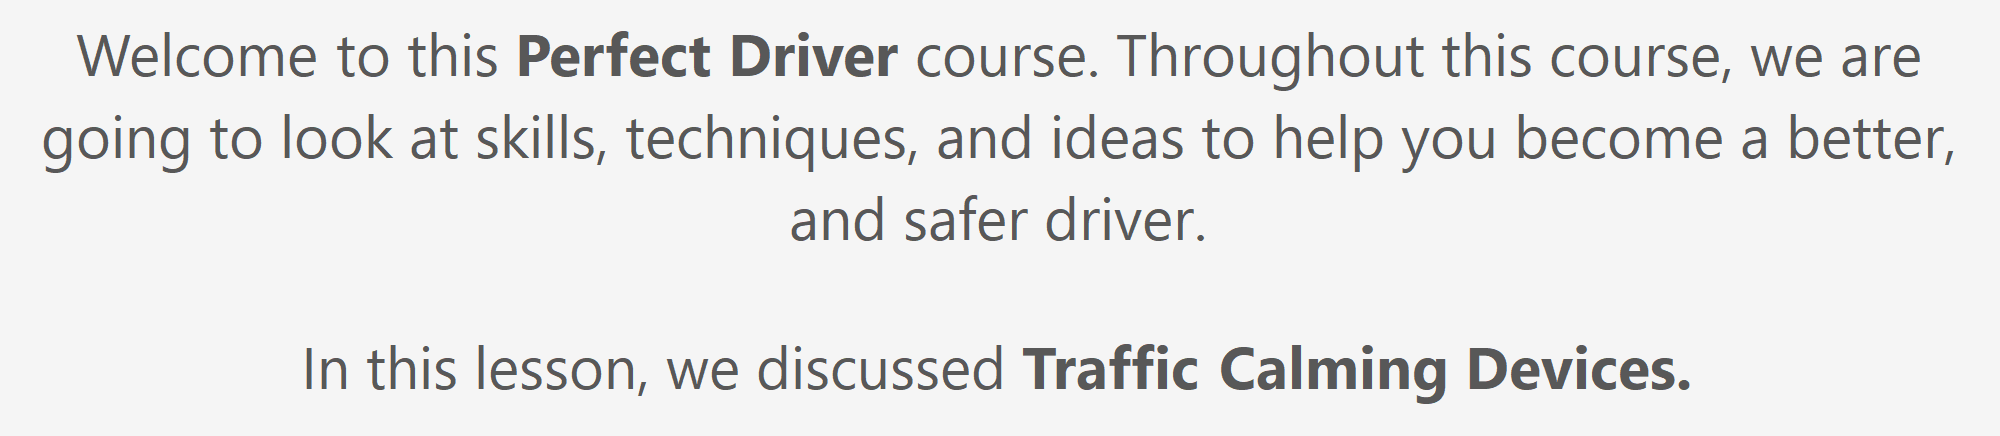 Welcome to this Perfect Driver course. Throughout this course, we are
going to look at skills, techniques, and ideas to help you become a better,
and safer driver.
In this lesson, we discussed Traffic Calming Devices.